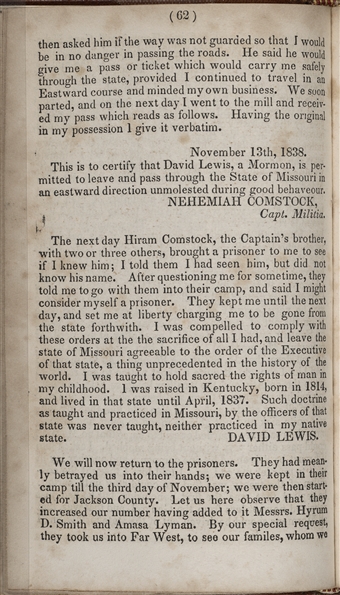 ( 62 )
then asked him if the way was not guarded so that I would
be in no danger in passing the roads. He said he would
give me a pass or ticket which would carry me safely
through the state, provided I continued to travel in an
Eastward course and minded my own business. We soon
parted, and on the next day I went to the mill and receiv-
ed my pass which reads as follows. Having the original
in my possession I give it verbatim.
November 13th, 1838.
This is to certify that David Lewis, a Mormon, is per-
mitted to leave and pass through the State of Missouri in
an eastward direction unmolested during good behaveour.
NEHEMIAH COMSTOCK,
Capt. Militia.
The next day Hiram Comstock, the Captain's brother,
with two or three others, brought a prisoner to me to see
if I knew him; I told them I had seen him, but did not
know his name. After questioning me for sometime, they
told me to go with them into their camp, and said I might
consider myself a prisoner. They kept me until the next
day, and set me at liberty charging me to be gone from
the state forthwith. I was compelled to comply with
these orders at the the sacrifice of all I had, and leave the
state of Missouri agreeable to the order of the Executive
of that state, a thing unprecedented in the history of the
world. I was taught to hold sacred the rights of man in
my childhood. I was raised in Kentucky, born in 1814,
and lived in that state until April, 1837. Such doctrine
as taught and practiced in Missouri, by the officers of that
state was never taught, neither practiced in my native
state. DAVID LEWIS.
We will now return to the prisoners. They had mean-
ly betrayed us into their hands; we were kept in their
camp till the third day of November; we were then start-
ed for Jackson County. Let us here observe that they
increased our number having added to it Messrs. Hyrum
D. Smith and Amasa Lyman. By our special request,
they took us into Far West, to see our familes, whom we